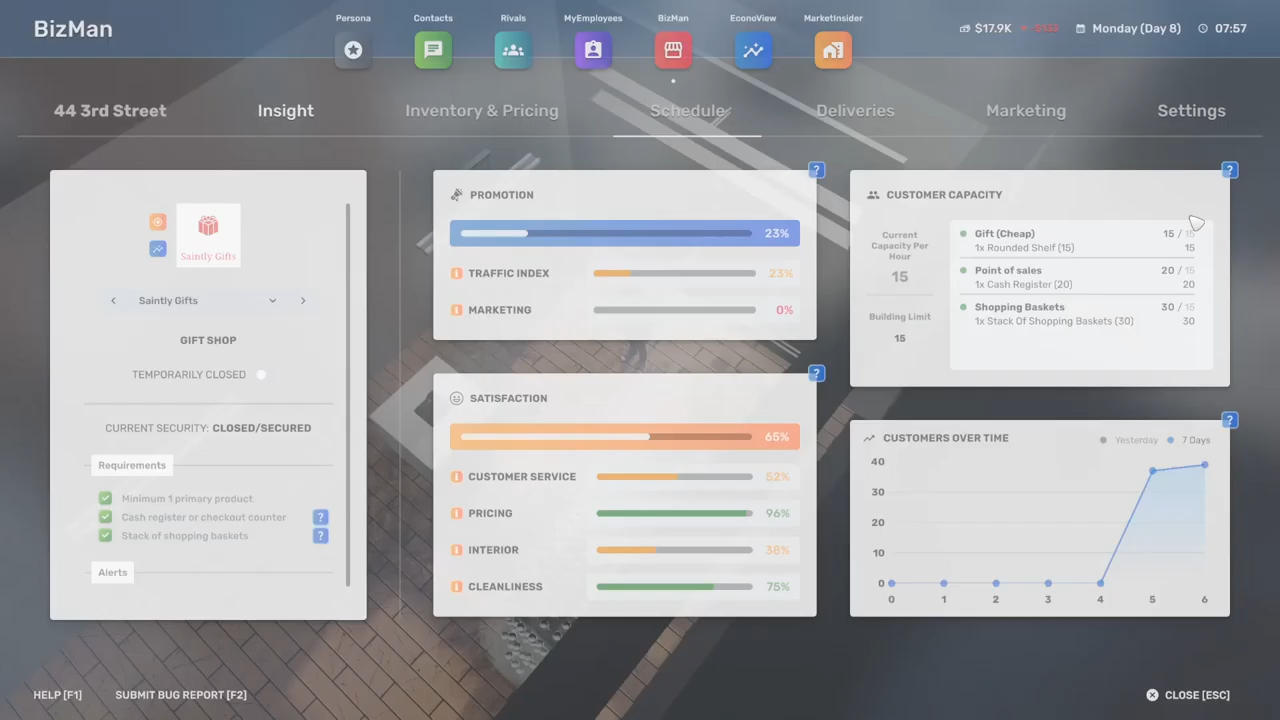 BizMan
Persona
Contacts
Rivals
MyEmployees
BizMan
EconoView
MarketInsider
$17.9K
Monday (Day 8)
07:57
44 3rd Street
Insight
Inventory & Pricing
Schedule
Deliveries
Marketing
Settings
Saintly Gifts
Saintly Gifts
GIFT SHOP
TEMPORARILY CLOSED
CURRENT SECURITY: CLOSED/SECURED
Requirements
Minimum 1 primary product
Cash register or checkout counter ?
Stack of shopping baskets ?
Alerts
?
PROMOTION
23%
TRAFFIC INDEX 23%
MARKETING 0%
?
SATISFACTION
65%
CUSTOMER SERVICE 52%
PRICING 96%
INTERIOR 38%
CLEANLINESS 75%
?
CUSTOMER CAPACITY
Current
Capacity Per
Hour
15
Building Limit
15
Gift (Cheap) 15 / 15
1x Rounded Shelf (15) 15
Point of sales 20 / 15
1x Cash Register (20) 20
Shopping Baskets 30 / 15
1x Stack Of Shopping Baskets (30) 30
?
CUSTOMERS OVER TIME
Yesterday
7 Days
40
30
20
10
0
0 1 2 3 4 5 6
HELP [F1]
SUBMIT BUG REPORT [F2]
CLOSE [ESC]